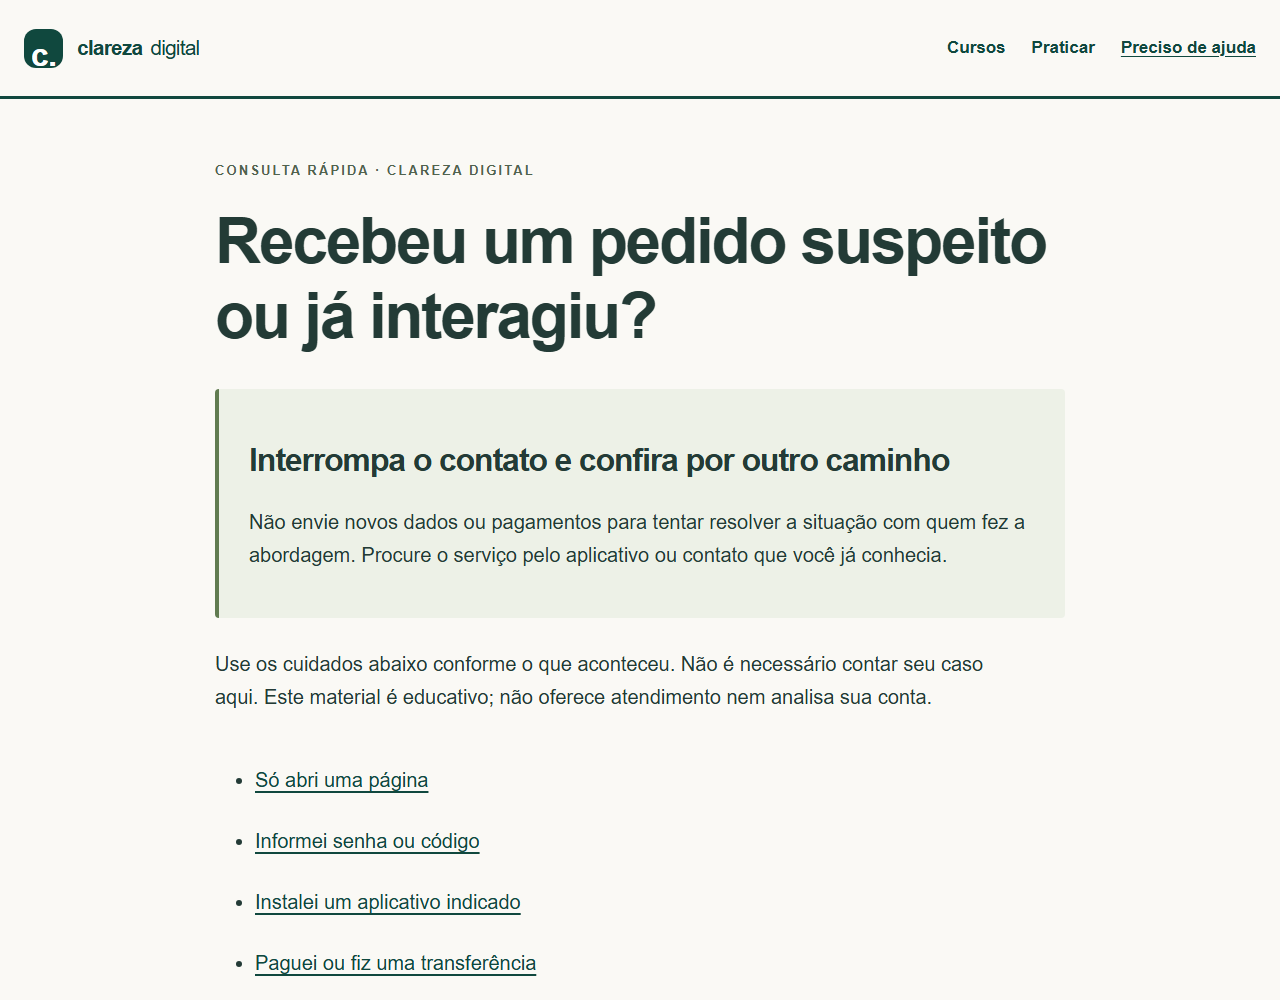 c. clareza digital
Cursos Praticar Preciso de ajuda
CONSULTA RÁPIDA · CLAREZA DIGITAL
Recebeu um pedido suspeito
ou já interagiu?
Interrompa o contato e confira por outro caminho
Não envie novos dados ou pagamentos para tentar resolver a situação com quem fez a
abordagem. Procure o serviço pelo aplicativo ou contato que você já conhecia.
Use os cuidados abaixo conforme o que aconteceu. Não é necessário contar seu caso
aqui. Este material é educativo; não oferece atendimento nem analisa sua conta.
• Só abri uma página
• Informei senha ou código
• Instalei um aplicativo indicado
• Paguei ou fiz uma transferência